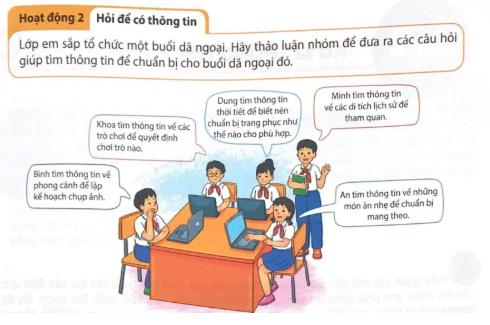 Hoạt động 2 Hỏi để có thông tin
Lớp em sắp tổ chức một buổi dã ngoại. Hãy thảo luận nhóm để đưa ra các câu hỏi
giúp tìm thông tin để chuẩn bị cho buổi dã ngoại đó.
Bình tìm thông tin về
phong cảnh để lập
kế hoạch chụp ảnh.
Khoa tìm thông tin về các
trò chơi để quyết định
chơi trò nào.
Dung tìm thông tin
thời tiết để biết nên
chuẩn bị trang phục như
thế nào cho phù hợp.
Minh tìm thông tin
về các di tích lịch sử để
tham quan.
An tìm thông tin về những
món ăn nhẹ để chuẩn bị
mang theo.